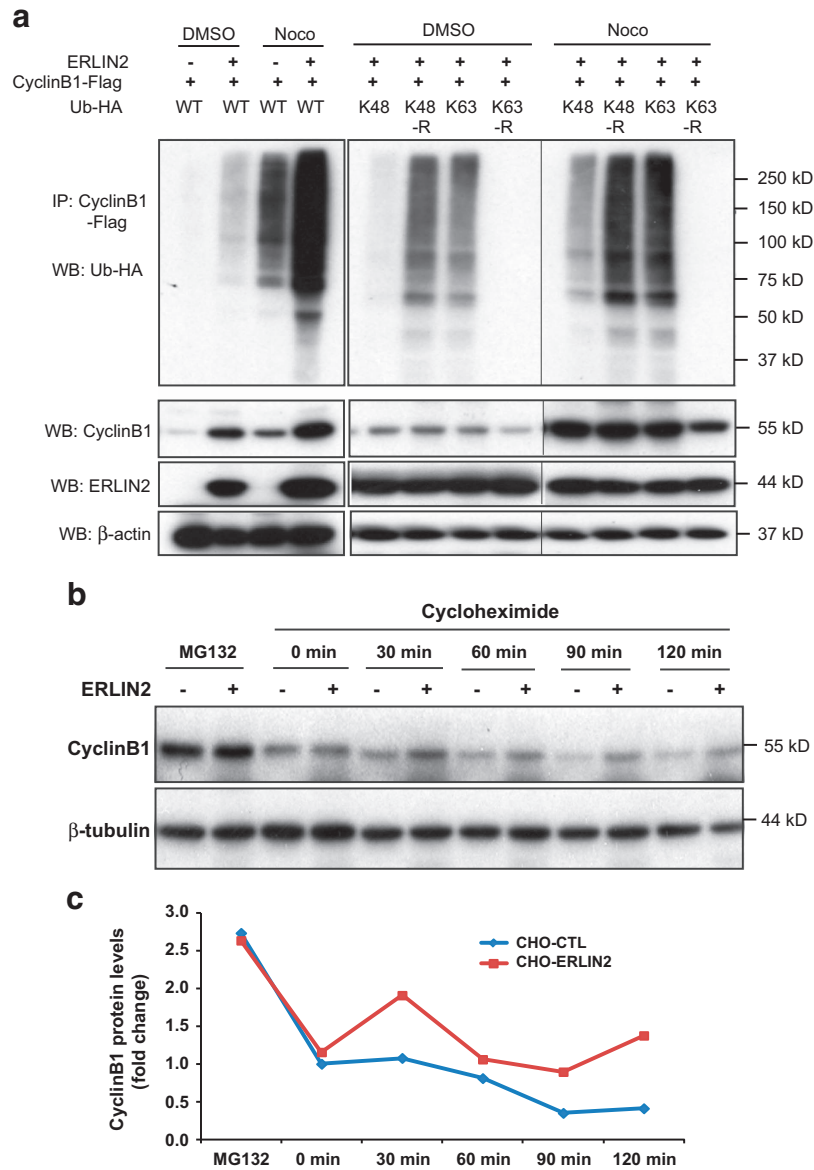 a
DMSO Noco DMSO Noco
ERLIN2 - + - + + + + + + + + +
CyclinB1-Flag + + + + + + + + + + + +
Ub-HA WT WT WT WT K48 K48 K63 K63 K48 K48 K63 K63
-R -R -R -R
IP: CyclinB1
-Flag
WB: Ub-HA
250 kD
150 kD
100 kD
75 kD
50 kD
37 kD
WB: CyclinB1 55 kD
WB: ERLIN2 44 kD
WB: β-actin 37 kD
b
Cycloheximide
MG132 0 min 30 min 60 min 90 min 120 min
ERLIN2 - + - + - + - + - + - +
CyclinB1 55 kD
β-tubulin 44 kD
c
CyclinB1 protein levels
(fold change)
3.0
2.5
2.0
1.5
1.0
0.5
0.0
CHO-CTL
CHO-ERLIN2
MG132 0 min 30 min 60 min 90 min 120 min